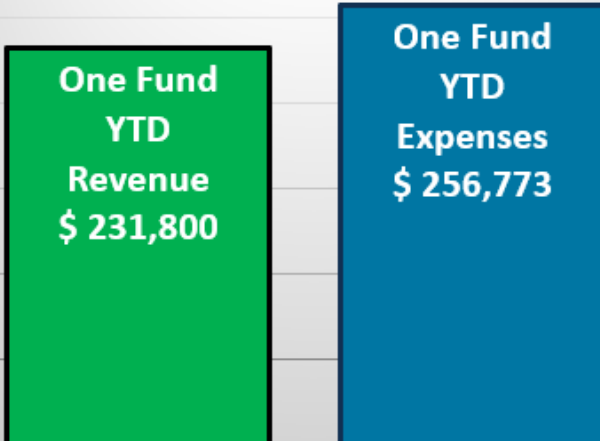 One Fund
YTD
Revenue
$ 231,800
One Fund
YTD
Expenses
$ 256,773